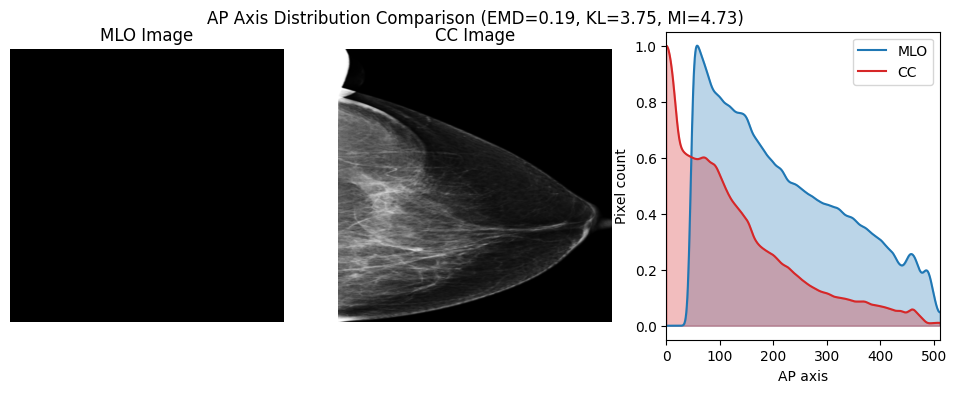 AP Axis Distribution Comparison (EMD=0.19, KL=3.75, MI=4.73)
MLO Image
CC Image
MLO
CC
Pixel count
1.0
0.8
0.6
0.4
0.2
0.0
0 100 200 300 400 500
AP axis